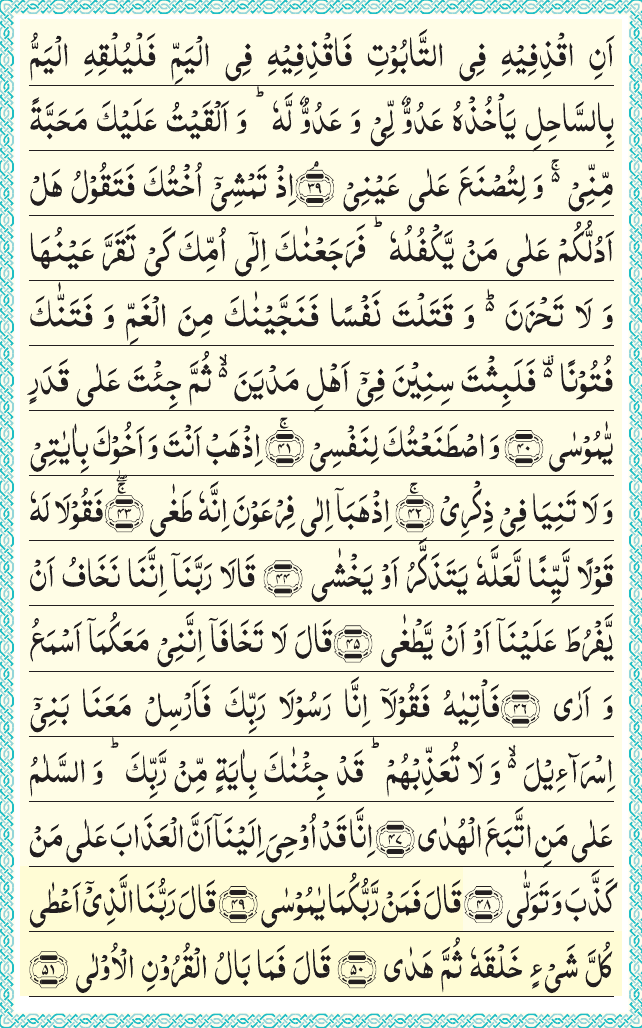 اَنِ اقْذِفِیْهِ فِی التَّابُوْتِ فَاقْذِفِیْهِ فِی الْیَمِّ فَلْیُلْقِهِ الْیَمُّ
بِالسَّاحِلِ یَاْخُذْهُ عَدُوٌّ لِّیْ وَ عَدُوٌّ لَّهٗ ؕ وَ اَلْقَیْتُ عَلَیْكَ مَحَبَّةً
مِّنِّیْ ۚ۬ وَ لِتُصْنَعَ عَلٰی عَیْنِیْ ۘ۝۳۹ اِذْ تَمْشِیْۤ اُخْتُكَ فَتَقُوْلُ هَلْ
اَدُلُّكُمْ عَلٰی مَنْ یَّكْفُلُهٗ ؕ فَرَجَعْنٰكَ اِلٰۤی اُمِّكَ كَیْ تَقَرَّ عَیْنُهَا
وَ لَا تَحْزَنَ ؕ۬ وَ قَتَلْتَ نَفْسًا فَنَجَّیْنٰكَ مِنَ الْغَمِّ وَ فَتَنّٰكَ
فُتُوْنًا ۫۬ فَلَبِثْتَ سِنِیْنَ فِیْۤ اَهْلِ مَدْیَنَ ۙ۬ ثُمَّ جِئْتَ عَلٰی قَدَرٍ
یّٰمُوْسٰی ۝۴۰ وَ اصْطَنَعْتُكَ لِنَفْسِیْ ۚ۝۴۱ اِذْهَبْ اَنْتَ وَ اَخُوْكَ بِاٰیٰتِیْ
وَ لَا تَنِیَا فِیْ ذِكْرِیْ ۚ۝۴۲ اِذْهَبَاۤ اِلٰی فِرْعَوْنَ اِنَّهٗ طَغٰی ۚۖ۝۴۳ فَقُوْلَا لَهٗ
قَوْلًا لَّیِّنًا لَّعَلَّهٗ یَتَذَكَّرُ اَوْ یَخْشٰی ۝۴۴ قَالَا رَبَّنَاۤ اِنَّنَا نَخَافُ اَنْ
یَّفْرُطَ عَلَیْنَاۤ اَوْ اَنْ یَّطْغٰی ۝۴۵ قَالَ لَا تَخَافَاۤ اِنَّنِیْ مَعَكُمَاۤ اَسْمَعُ
وَ اَرٰی ۝۴۶ فَاْتِیٰهُ فَقُوْلَاۤ اِنَّا رَسُوْلَا رَبِّكَ فَاَرْسِلْ مَعَنَا بَنِیْۤ
اِسْرَآءِیْلَ ۙ۬ وَ لَا تُعَذِّبْهُمْ ؕ قَدْ جِئْنٰكَ بِاٰیَةٍ مِّنْ رَّبِّكَ ؕ وَ السَّلٰمُ
عَلٰی مَنِ اتَّبَعَ الْهُدٰی ۝۴۷ اِنَّا قَدْ اُوْحِیَ اِلَیْنَاۤ اَنَّ الْعَذَابَ عَلٰی مَنْ
كَذَّبَ وَ تَوَلّٰی ۝۴۸ قَالَ فَمَنْ رَّبُّكُمَا یٰمُوْسٰی ۝۴۹ قَالَ رَبُّنَا الَّذِیْۤ اَعْطٰی
كُلَّ شَیْءٍ خَلْقَهٗ ثُمَّ هَدٰی ۝۵۰ قَالَ فَمَا بَالُ الْقُرُوْنِ الْاُوْلٰی ۝۵۱